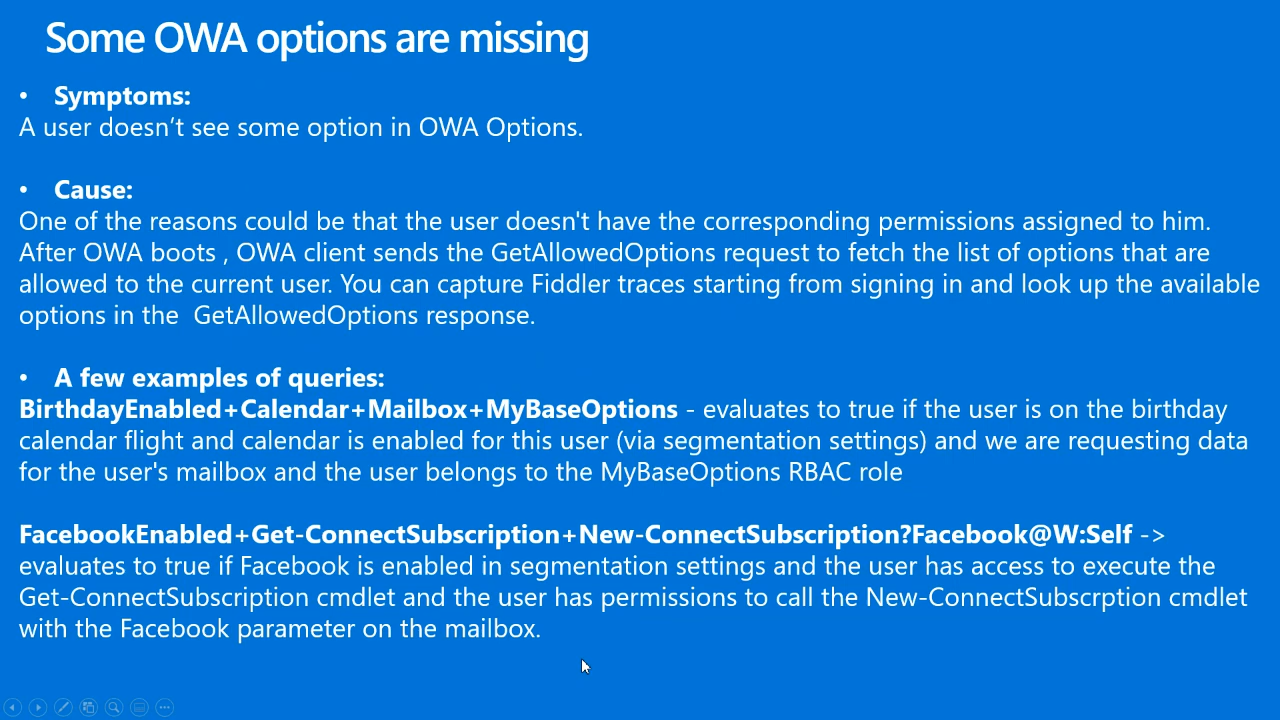 Some OWA options are missing
• Symptoms:
A user doesn’t see some option in OWA Options.
• Cause:
One of the reasons could be that the user doesn't have the corresponding permissions assigned to him.
After OWA boots , OWA client sends the GetAllowedOptions request to fetch the list of options that are
allowed to the current user. You can capture Fiddler traces starting from signing in and look up the available
options in the  GetAllowedOptions response.
• A few examples of queries:
BirthdayEnabled+Calendar+Mailbox+MyBaseOptions - evaluates to true if the user is on the birthday
calendar flight and calendar is enabled for this user (via segmentation settings) and we are requesting data
for the user's mailbox and the user belongs to the MyBaseOptions RBAC role
FacebookEnabled+Get-ConnectSubscription+New-ConnectSubscription?Facebook@W:Self ->
evaluates to true if Facebook is enabled in segmentation settings and the user has access to execute the
Get-ConnectSubscription cmdlet and the user has permissions to call the New-ConnectSubscrption cmdlet
with the Facebook parameter on the mailbox.